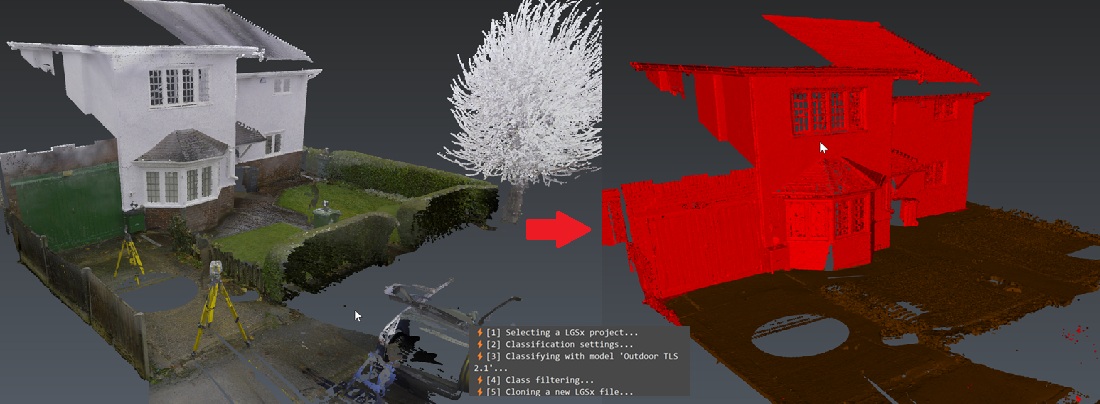 ⚡[1] Selecting a LGSx project...
⚡[2] Classification settings...
⚡[3] Classifying with model 'Outdoor TLS
2.1'...
⚡[4] Class filtering...
⚡[5] Cloning a new LGSx file...